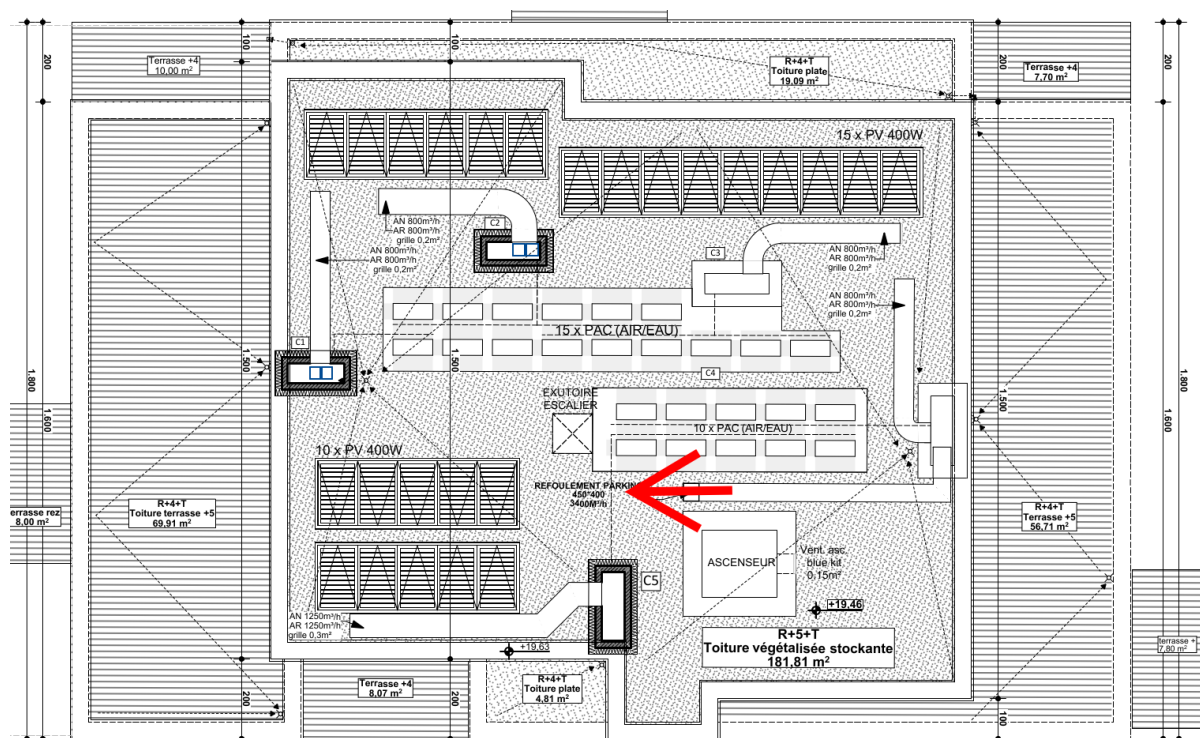 200
100
100
Terrasse +4
10.00 m²
R+4+T
Toiture plate
19.09 m²
200
Terrasse +4
7.70 m²
200
15 x PV 400W
C2
AN 800m³/h
AR 800m³/h
grille 0,2m²
AN 800m³/h
AR 800m³/h
grille 0,2m²
C3
AN 800m³/h
AR 800m³/h
grille 0,2m²
AN 800m³/h
AR 800m³/h
grille 0,2m²
15 x PAC (AIR/EAU)
C1
1.500
1.500
C4
1.800
1.600
EXUTOIRE
ESCALIER
10 x PAC (AIR/EAU)
1.500
1.600
1.800
10 x PV 400W
REFOULEMENT PARKIN
450*400
3400M³/h
errasse rez
8.00 m²
R+4+T
Toiture terrasse +5
69.91 m²
R+4+T
Terrasse +5
56.71 m²
ASCENSEUR
Vent. asc.
blue kit
0.15m²
C5
+19.46
AN 1250m³/h
AR 1250m³/h
grille 0,3m²
+19.63
R+5+T
Toiture végétalisée stockante
181.81 m²
terrasse +
7,80 m²
Terrasse +4
8.07 m²
R+4+T
Toiture plate
4.81 m²
200
200
100